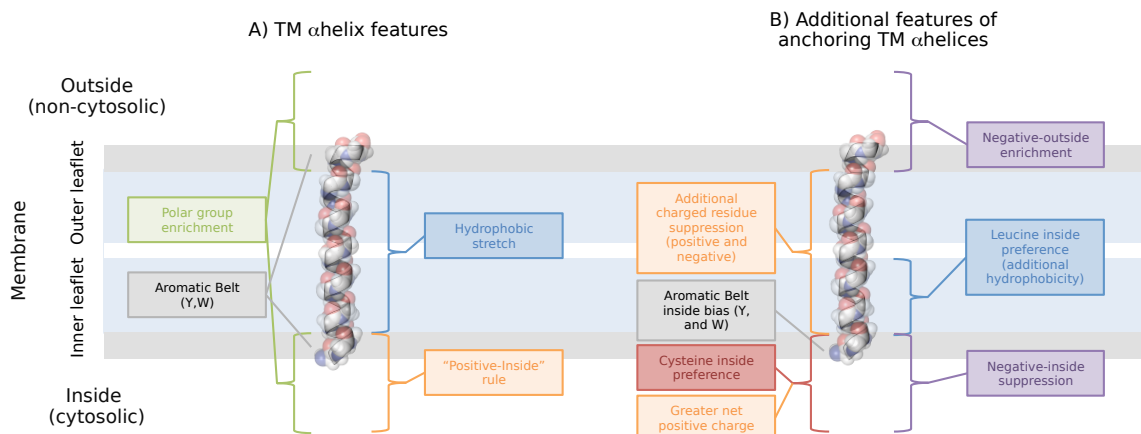 A) TM αhelix features
B) Additional features of
anchoring TM αhelices
Outside
(non-cytosolic)
Membrane
Outer leaflet
Inner leaflet
Inside
(cytosolic)
Polar group
enrichment
Aromatic Belt
(Y,W)
Hydrophobic
stretch
“Positive-Inside”
rule
Additional
charged residue
suppression
(positive and
negative)
Aromatic Belt
inside bias (Y,
and W)
Cysteine inside
preference
Greater net
positive charge
Negative-outside
enrichment
Leucine inside
preference
(additional
hydrophobicity)
Negative-inside
suppression